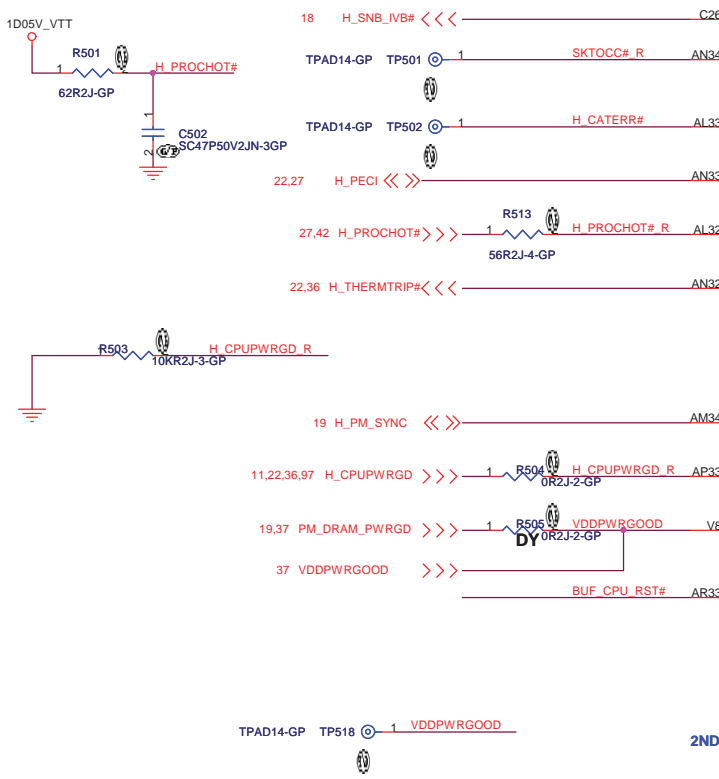 18 H_SNB_IVB# C26
1D05V_VTT
R501
1 H_PROCHOT#
62R2J-GP
TPAD14-GP TP501 1 SKTOCC#_R AN34
1
C502
SC47P50V2JN-3GP
2
TPAD14-GP TP502 1 H_CATERR# AL33
22,27 H_PECI AN33
R513
27,42 H_PROCHOT# 1 H_PROCHOT#_R AL32
56R2J-4-GP
22,36 H_THERMTRIP# AN32
R503 H_CPUPWRGD_R
10KR2J-3-GP
19 H_PM_SYNC AM34
11,22,36,97 H_CPUPWRGD 1 R504 H_CPUPWRGD_R AP33
0R2J-2-GP
19,37 PM_DRAM_PWRGD 1 R505 VDDPWRGOOD V8
DY 0R2J-2-GP
37 VDDPWRGOOD
BUF_CPU_RST# AR33
TPAD14-GP TP518 1 VDDPWRGOOD
2ND